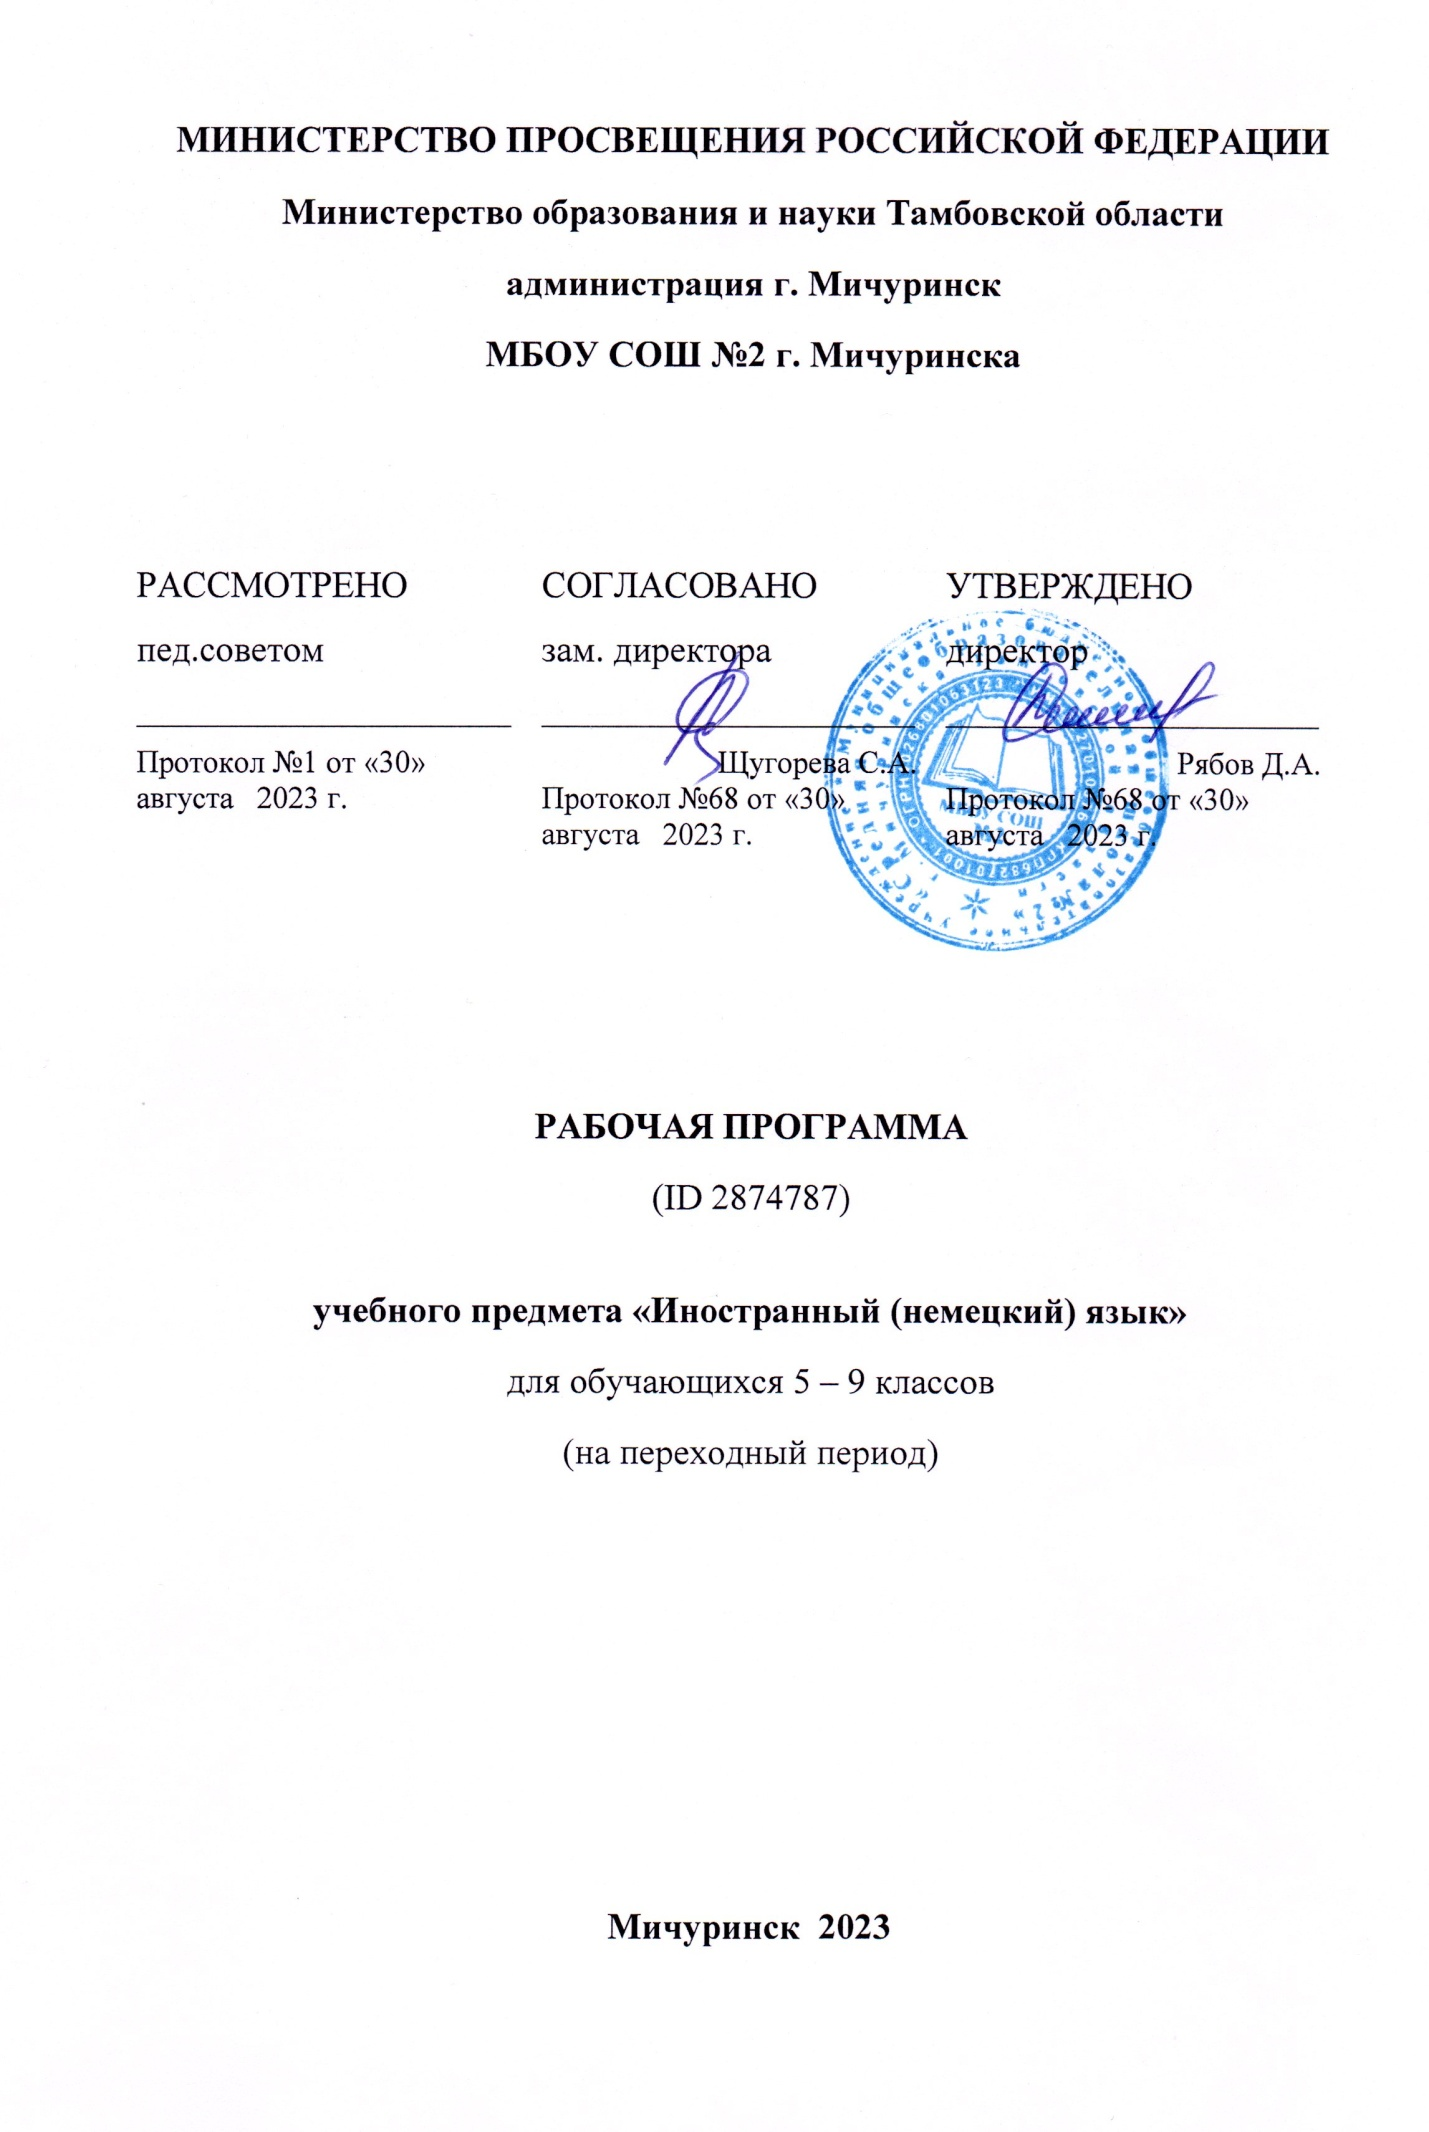 МИНИСТЕРСТВО ПРОСВЕЩЕНИЯ РОССИЙСКОЙ ФЕДЕРАЦИИ
Министерство образования и науки Тамбовской области
администрация г. Мичуринск
МБОУ СОШ №2 г. Мичуринска
РАССМОТРЕНО
пед.советом
Протокол №1 от «30»
августа 2023 г.
СОГЛАСОВАНО
зам. директора
Щугорева С.А.
Протокол №68 от «30»
августа 2023 г.
УТВЕРЖДЕНО
директор
Рябов Д.А.
Протокол №68 от «30»
августа 2023 г.
МБОУ СОШ
РАБОЧАЯ ПРОГРАММА
(ID 2874787)
учебного предмета «Иностранный (немецкий) язык»
для обучающихся 5 – 9 классов
(на переходный период)
Мичуринск 2023